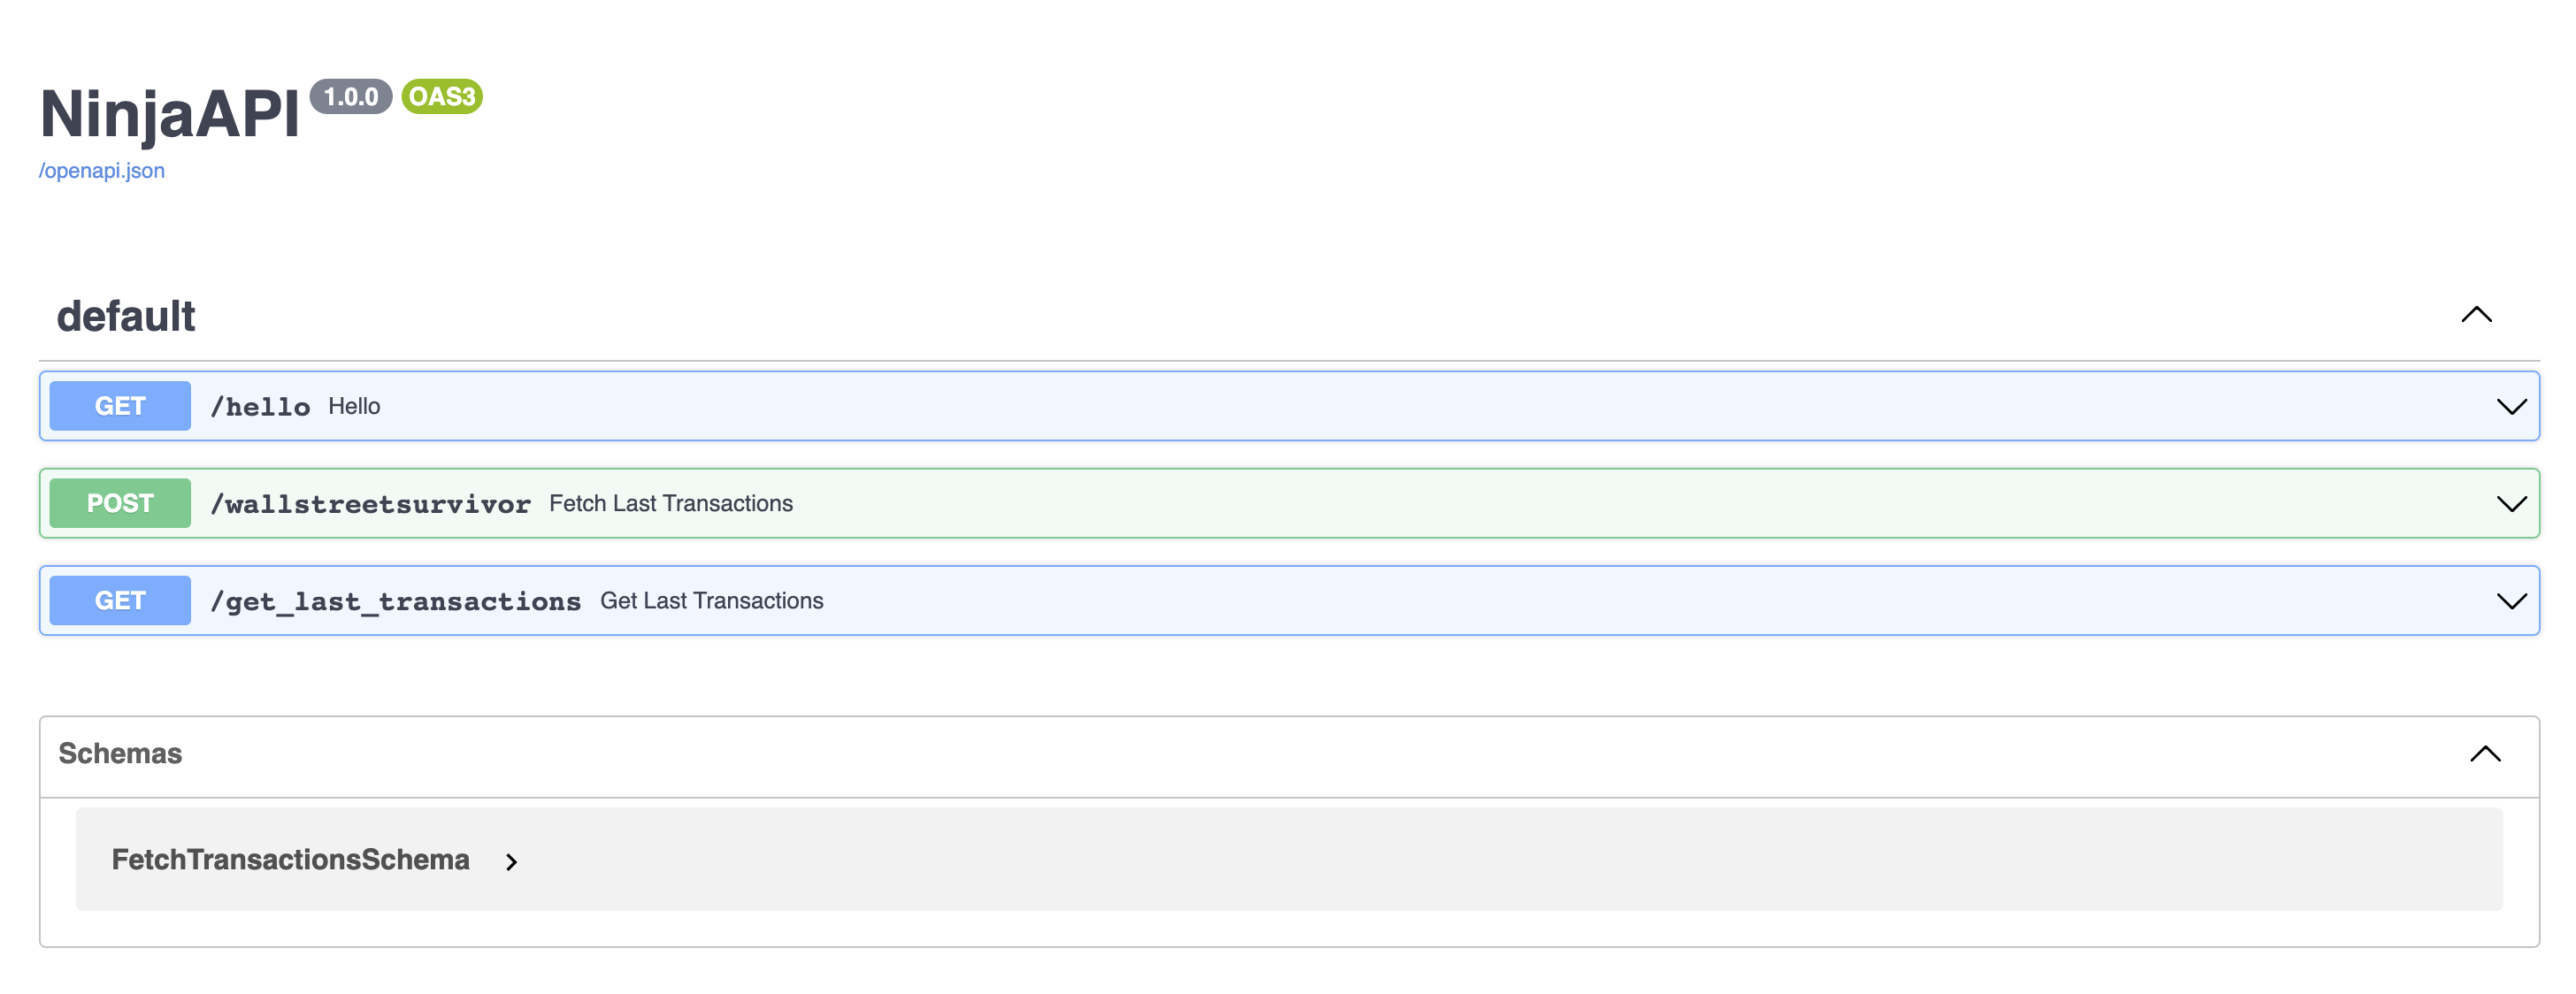 NinjaAPI 1.0.0 OAS3
/openapi.json
default
GET /hello Hello
POST /wallstreetsurvivor Fetch Last Transactions
GET /get_last_transactions Get Last Transactions
Schemas
FetchTransactionsSchema